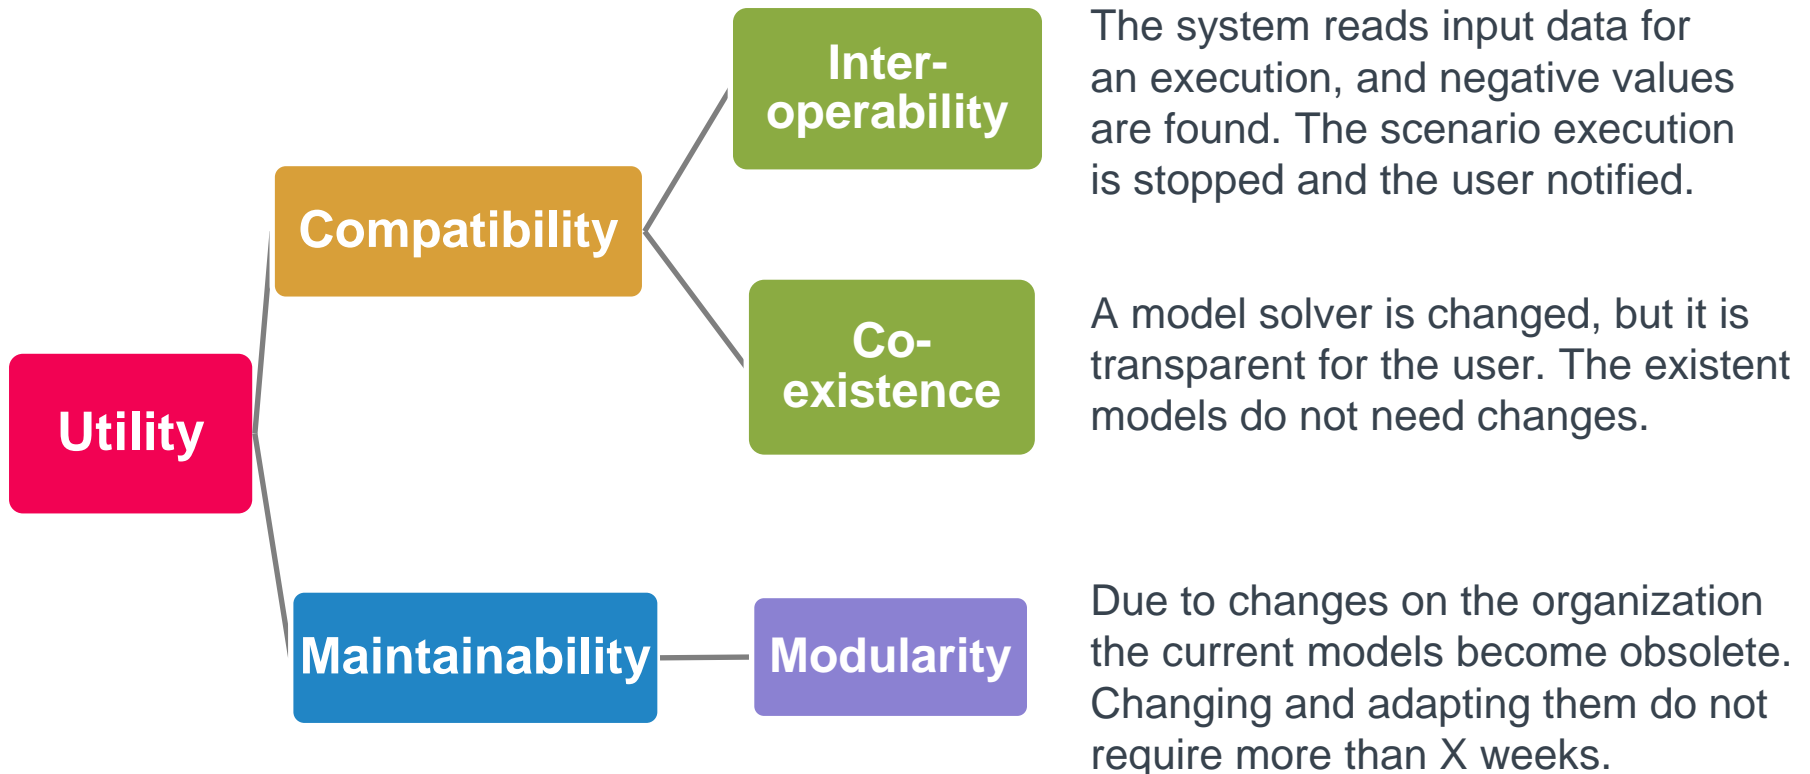 Inter-
operability
The system reads input data for
an execution, and negative values
are found. The scenario execution
is stopped and the user notified.
Compatibility
Co-
existence
A model solver is changed, but it is
transparent for the user. The existent
models do not need changes.
Utility
Maintainability
Modularity
Due to changes on the organization
the current models become obsolete.
Changing and adapting them do not
require more than X weeks.